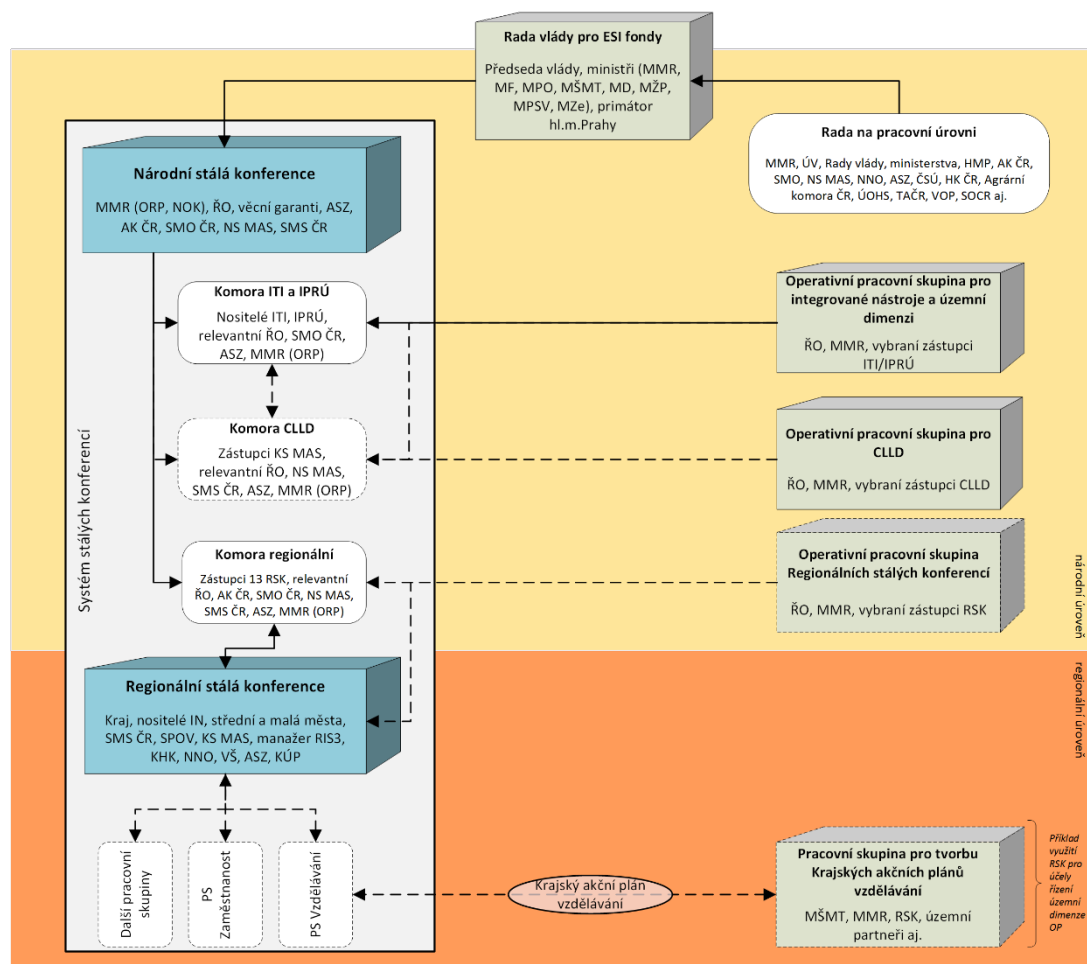 Rada vlády pro ESI fondy
Předseda vlády, ministři (MMR,
MF, MPO, MŠMT, MD, MŽP,
MPSV, MZe), primátor
hl.m.Prahy
Rada na pracovní úrovni
MMR, ÚV, Rady vlády, ministerstva, HMP, AK ČR,
SMO, NS MAS, NNO, ASZ, ČSÚ, HK ČR, Agrární
komora ČR, ÚOHS, TAČR, VOP, SOCR aj.
Systém stálých konferencí
Národní stálá konference
MMR (ORP, NOK), ŘO, věcní garanti, ASZ,
AK ČR, SMO ČR, NS MAS, SMS ČR
Komora ITI a IPRÚ
Nositelé ITI, IPRÚ,
relevantní ŘO, SMO ČR,
ASZ, MMR (ORP)
Operativní pracovní skupina pro
integrované nástroje a územní
dimenzi
ŘO, MMR, vybraní zástupci
ITI/IPRÚ
Komora CLLD
Zástupci KS MAS,
relevantní ŘO, NS MAS,
SMS ČR, ASZ, MMR (ORP)
Operativní pracovní skupina pro
CLLD
ŘO, MMR, vybraní zástupci CLLD
Komora regionální
Zástupci 13 RSK, relevantní
ŘO, AK ČR, SMO ČR, NS MAS,
SMS ČR, ASZ, MMR (ORP)
Operativní pracovní skupina
Regionálních stálých konferencí
ŘO, MMR, vybraní zástupci RSK
národní úroveň
regionální úroveň
Regionální stálá konference
Kraj, nositelé IN, střední a malá města,
SMS ČR, SPOV, KS MAS, manažer RIS3,
KHK, NNO, VŠ, ASZ, KÚP
Další pracovní
skupiny
PS
Zaměstnanost
PS Vzdělávání
Krajský akční plán
vzdělávání
Pracovní skupina pro tvorbu
Krajských akčních plánů
vzdělávání
MŠMT, MMR, RSK, územní
partneři aj.
Příklad
využití
RSK pro
účely
řízení
územní
dimenze
OP